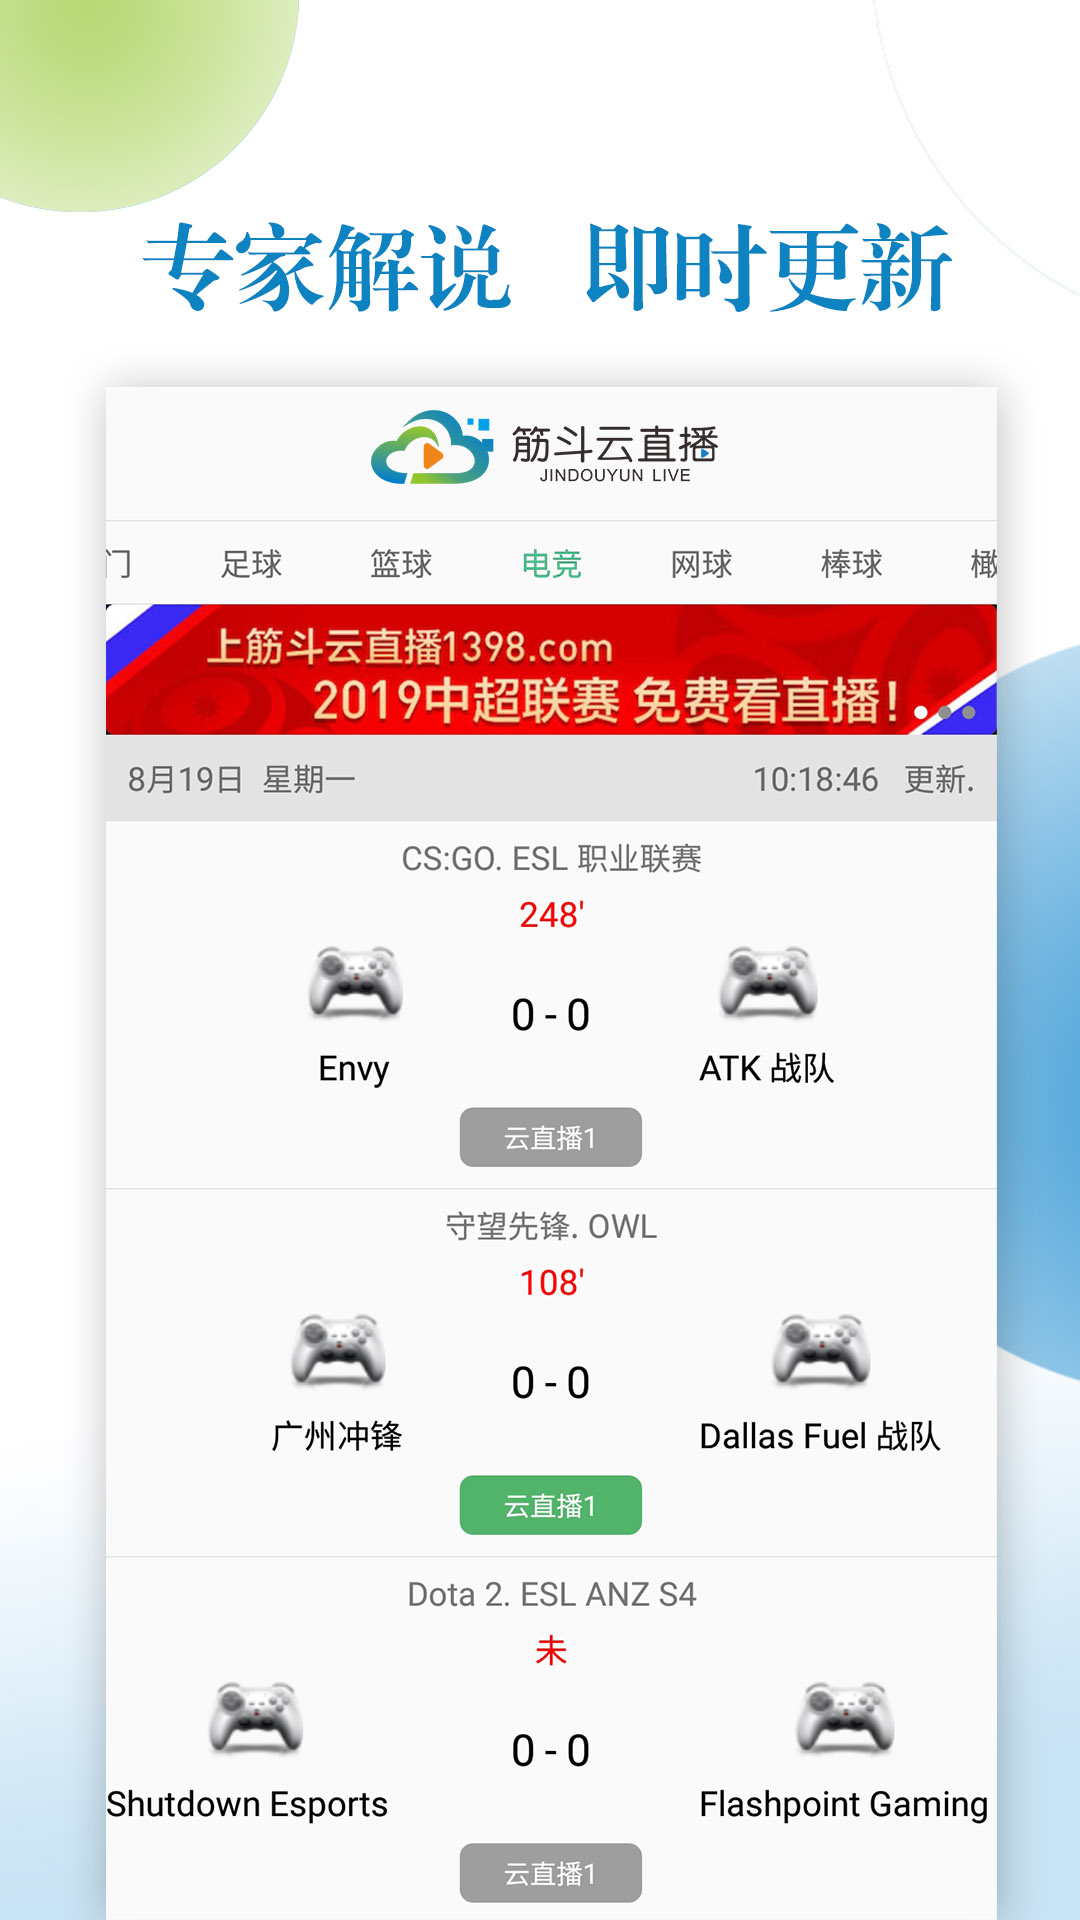 专家解说 即时更新
筋斗云直播
JINDOUYUN LIVE
门 足球 篮球 电竞 网球 棒球 橄
上筋斗云直播1398.com
2019中超联赛 免费看直播!
8月19日 星期一 10:18:46 更新.
CS:GO. ESL 职业联赛
248'
0 - 0
Envy ATK 战队
云直播1
守望先锋. OWL
108'
0 - 0
广州冲锋 Dallas Fuel 战队
云直播1
Dota 2. ESL ANZ S4
未
0 - 0
Shutdown Esports Flashpoint Gaming
云直播1